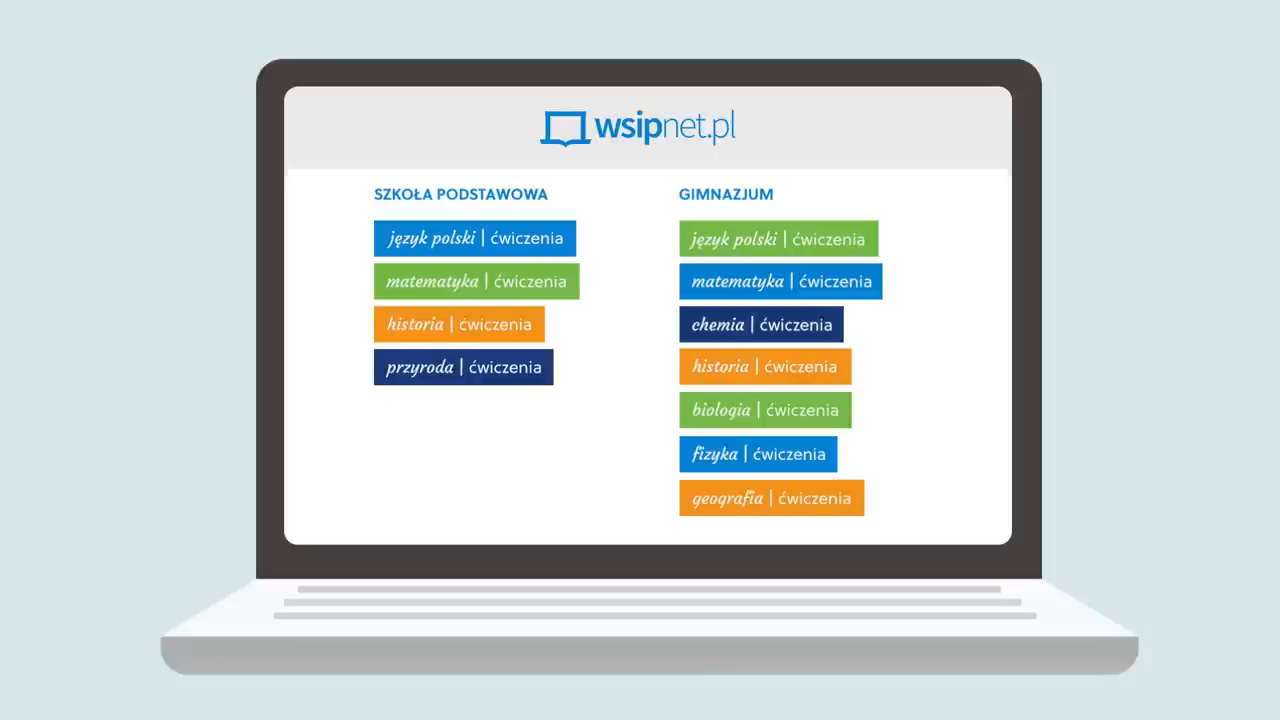 wsipnet.pl
SZKOŁA PODSTAWOWA
język polski | ćwiczenia
matematyka | ćwiczenia
historia | ćwiczenia
przyroda | ćwiczenia
GIMNAZJUM
język polski | ćwiczenia
matematyka | ćwiczenia
chemia | ćwiczenia
historia | ćwiczenia
biologia | ćwiczenia
fizyka | ćwiczenia
geografia | ćwiczenia